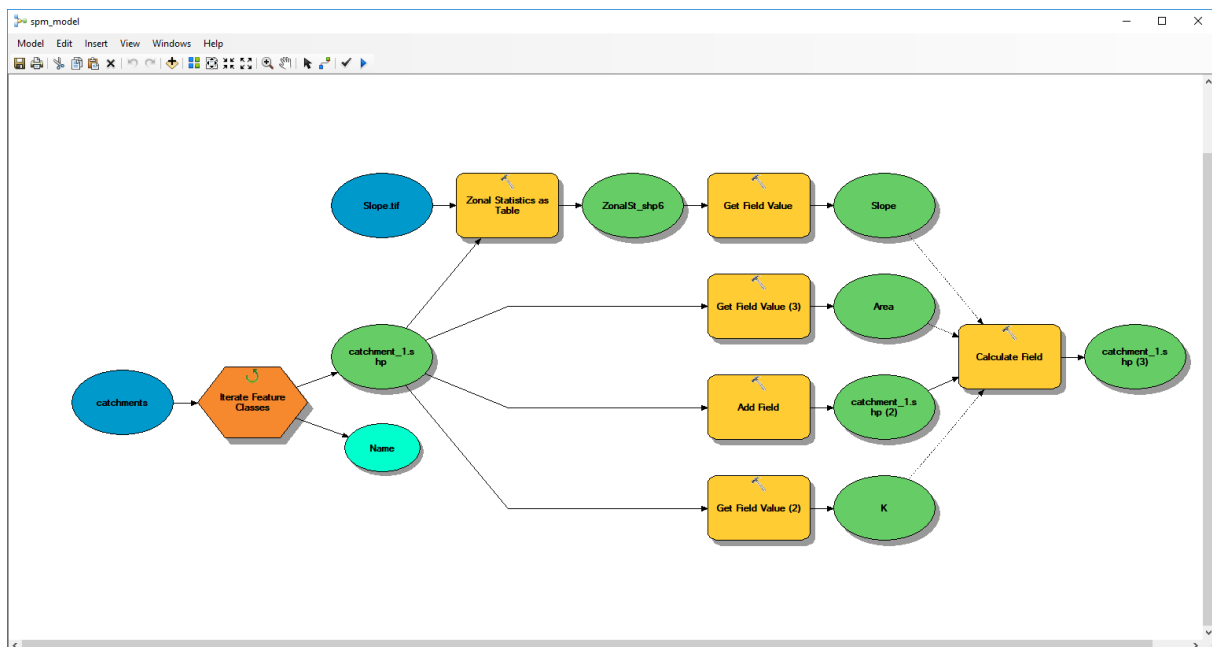 spm_model
Model Edit Insert View Windows Help
Slope.tif
Zonal Statistics as
Table
ZonalSt_shp6
Get Field Value
Slope
Get Field Value (3)
Area
catchment_1.s
hp
Calculate Field
catchment_1.s
hp (3)
catchments
Iterate Feature
Classes
Add Field
catchment_1.s
hp (2)
Name
Get Field Value (2)
K